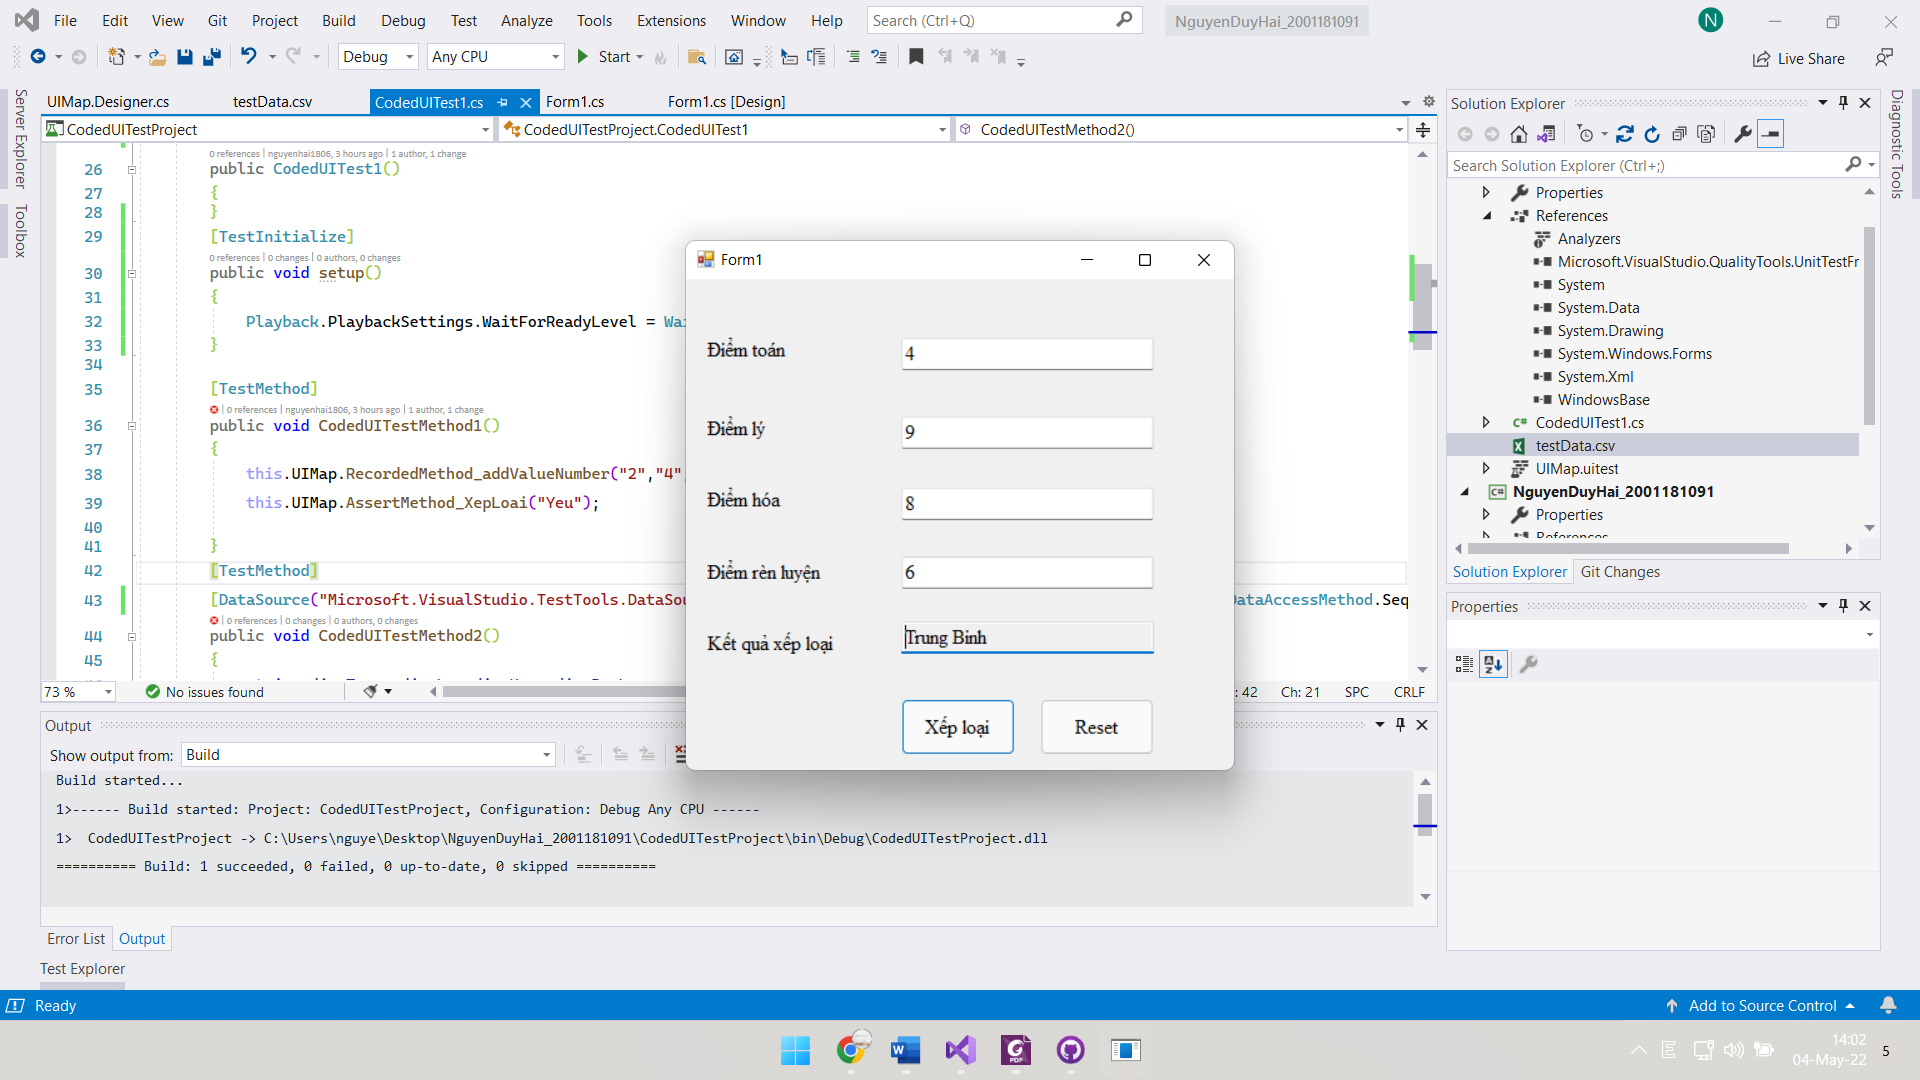 File Edit View Git Project Build Debug Test Analyze Tools Extensions Window Help Search (Ctrl+Q) NguyenDuyHai_2001181091 N
Debug Any CPU Start Live Share
Server Explorer
Toolbox
UIMap.Designer.cs testData.csv CodedUITest1.cs Form1.cs Form1.cs [Design]
CodedUITestProject CodedUITestProject.CodedUITest1 CodedUITestMethod2()
0 references | nguyenhai1806, 3 hours ago | 1 author, 1 change
26 public CodedUITest1()
27 {
28 }
29 [TestInitialize]
0 references | 0 changes | 0 authors, 0 changes
30 public void setup()
31 {
32 Playback.PlaybackSettings.WaitForReadyLevel = Wai
33 }
34
35 [TestMethod]
0 references | nguyenhai1806, 3 hours ago | 1 author, 1 change
36 public void CodedUITestMethod1()
37 {
38 this.UIMap.RecordedMethod_addValueNumber("2","4"
39 this.UIMap.AssertMethod_XepLoai("Yeu");
40
41 }
42 [TestMethod]
43 [DataSource("Microsoft.VisualStudio.TestTools.DataSou DataAccessMethod.Seq
0 references | 0 changes | 0 authors, 0 changes
44 public void CodedUITestMethod2()
45 {
73 % No issues found : 42 Ch: 21 SPC CRLF
Form1
Điểm toán 4
Điểm lý 9
Điểm hóa 8
Điểm rèn luyện 6
Kết quả xếp loại Trung Binh
Xếp loại Reset
Output
Show output from: Build
Build started...
1>------ Build started: Project: CodedUITestProject, Configuration: Debug Any CPU ------
1> CodedUITestProject -> C:\Users\nguye\Desktop\NguyenDuyHai_2001181091\CodedUITestProject\bin\Debug\CodedUITestProject.dll
========== Build: 1 succeeded, 0 failed, 0 up-to-date, 0 skipped ==========
Error List Output
Test Explorer
Solution Explorer
Search Solution Explorer (Ctrl+;)
Properties
References
Analyzers
Microsoft.VisualStudio.QualityTools.UnitTestFr
System
System.Data
System.Drawing
System.Windows.Forms
System.Xml
WindowsBase
CodedUITest1.cs
testData.csv
UIMap.uitest
NguyenDuyHai_2001181091
Properties
References
Solution Explorer Git Changes
Properties
Diagnostic Tools
Ready Add to Source Control
14:02
04-May-22 5